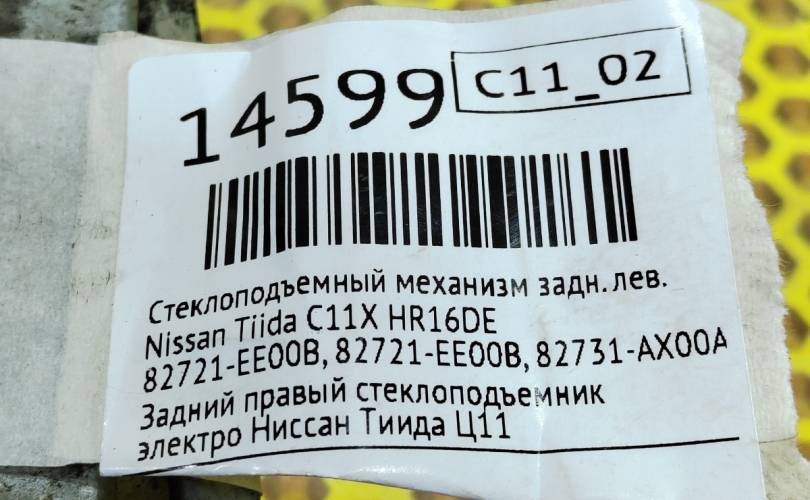 14599 C11_02
Стеклоподъемный механизм задн. лев.
Nissan Tiida C11X HR16DE
82721-EE00B, 82721-EE00B, 82731-AX00A
Задний правый стеклоподъемник
электро Ниссан Тиида Ц11